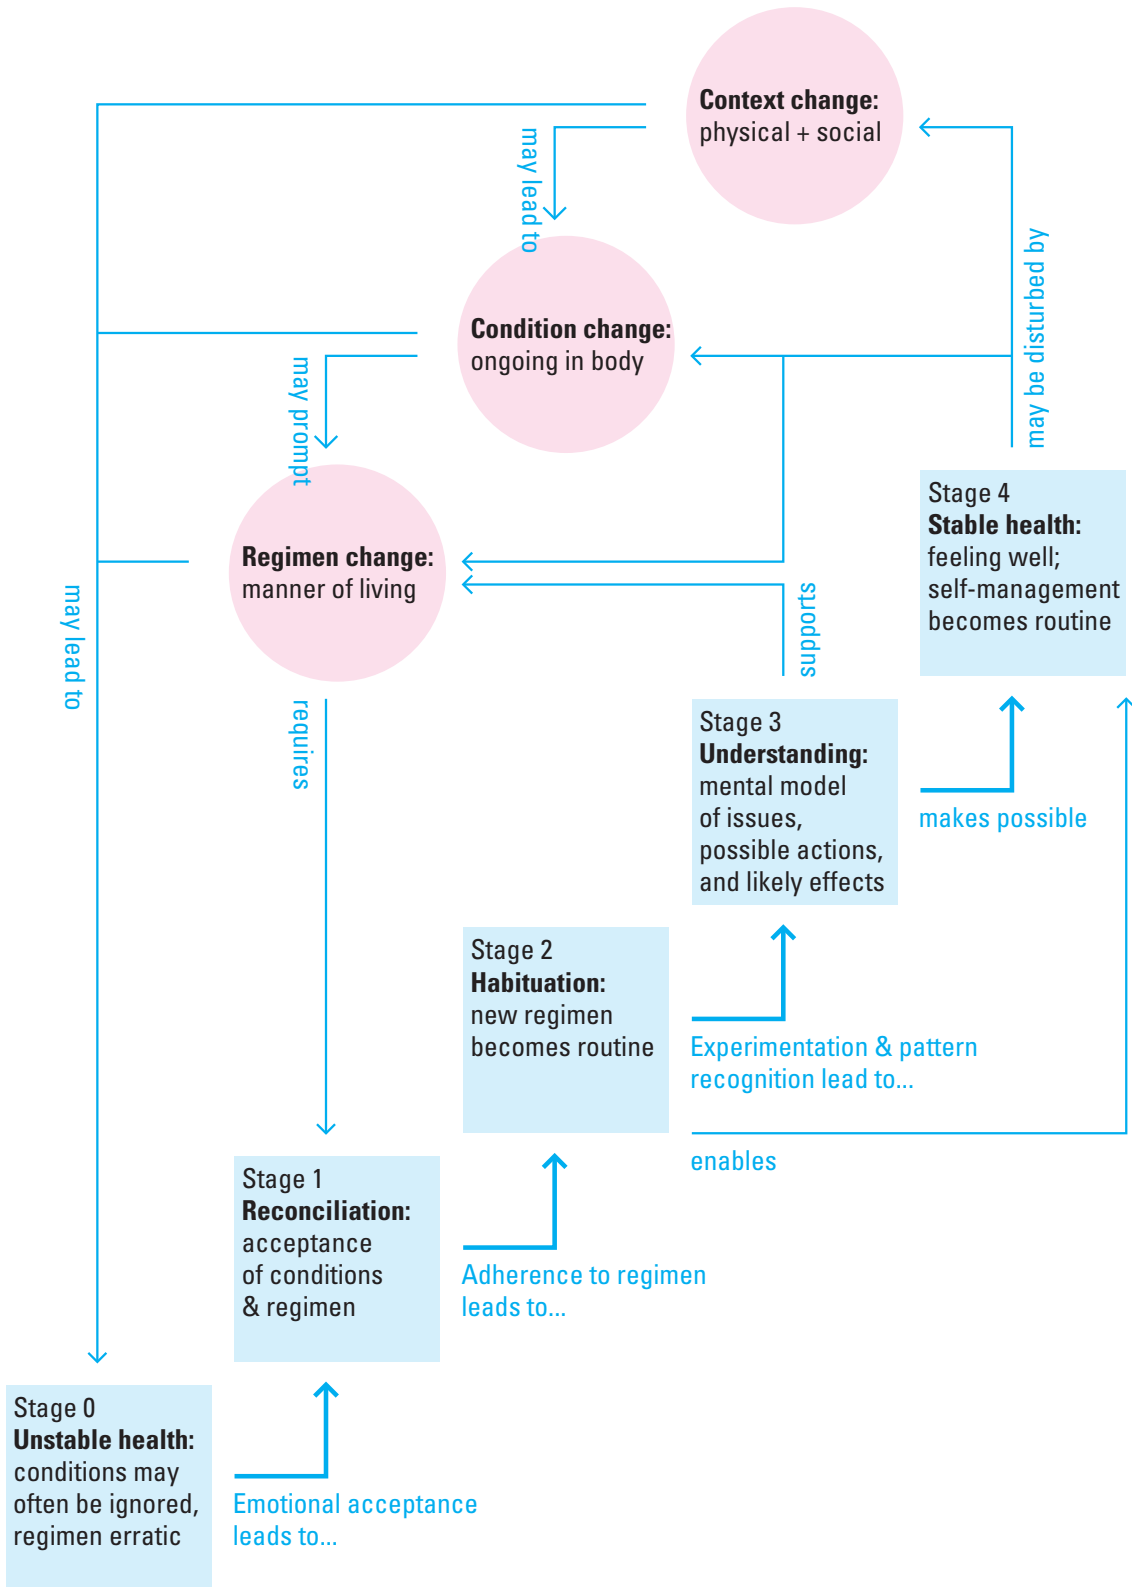 Context change:
physical + social
may lead to
Condition change:
ongoing in body
may be disturbed by
may prompt
Regimen change:
manner of living
Stage 4
Stable health:
feeling well;
self-management
becomes routine
may lead to
supports
requires
Stage 3
Understanding:
mental model
of issues,
possible actions,
and likely effects
makes possible
Stage 2
Habituation:
new regimen
becomes routine
Experimentation & pattern
recognition lead to...
enables
Stage 1
Reconciliation:
acceptance
of conditions
& regimen
Adherence to regimen
leads to...
Stage 0
Unstable health:
conditions may
often be ignored,
regimen erratic
Emotional acceptance
leads to...